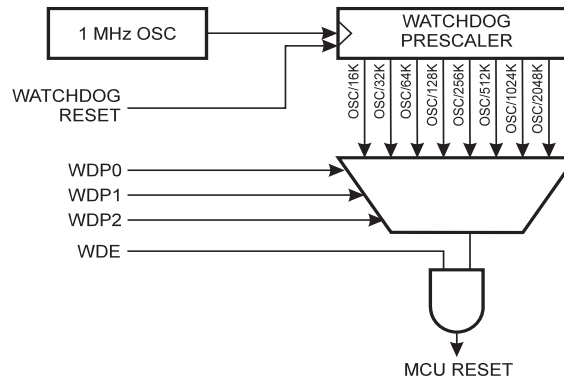 1 MHz OSC
WATCHDOG
PRESCALER
WATCHDOG
RESET
OSC/16K
OSC/32K
OSC/64K
OSC/128K
OSC/256K
OSC/512K
OSC/1024K
OSC/2048K
WDP0
WDP1
WDP2
WDE
MCU RESET